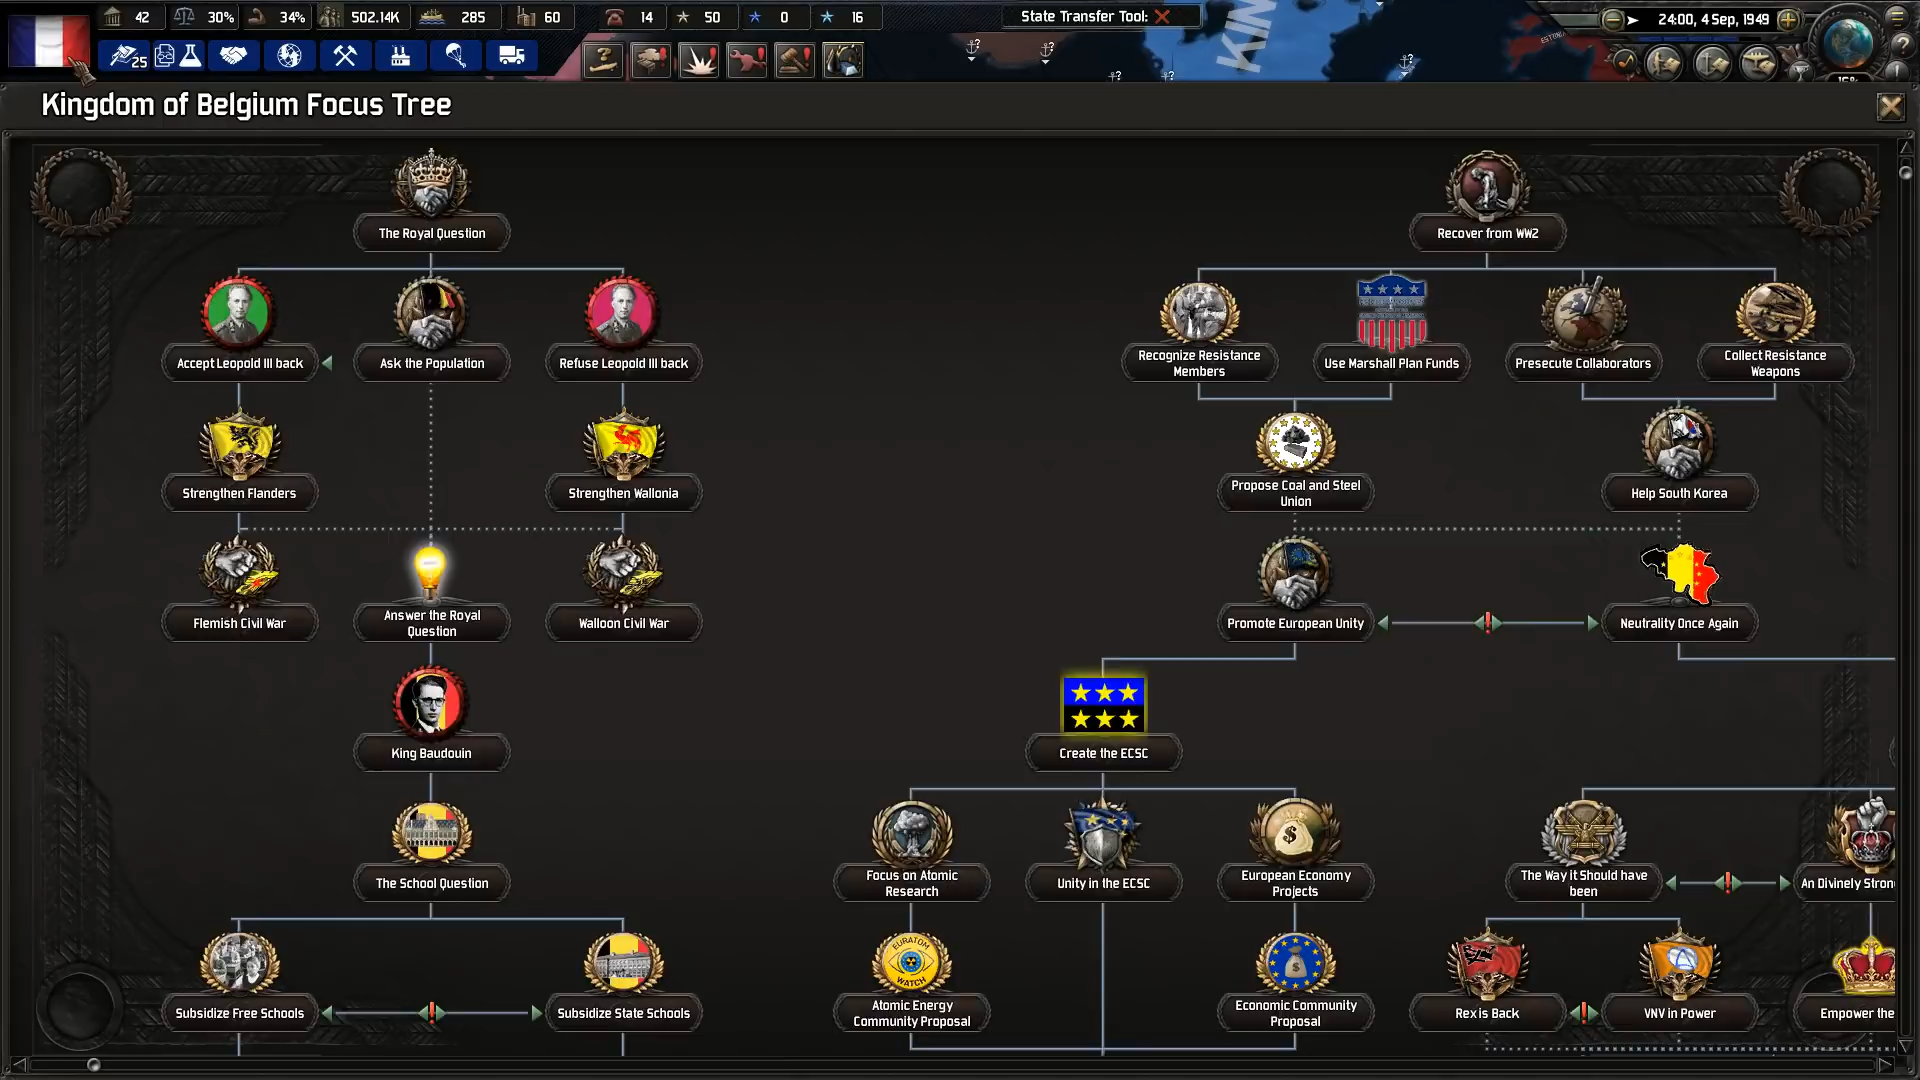 42
30%
34%
502.14K
285
60
14
50
0
16
State Transfer Tool:
24:00, 4 Sep, 1949
25
Kingdom of Belgium Focus Tree
The Royal Question
Recover from WW2
Accept Leopold III back
Ask the Population
Refuse Leopold III back
Recognize Resistance
Members
Use Marshall Plan Funds
Presecute Collaborators
Collect Resistance
Weapons
Strengthen Flanders
Strengthen Wallonia
Propose Coal and Steel
Union
Help South Korea
Flemish Civil War
Answer the Royal
Question
Walloon Civil War
Promote European Unity
Neutrality Once Again
King Baudouin
Create the ECSC
The School Question
Focus on Atomic
Research
Unity in the ECSC
European Economy
Projects
The Way it Should have
been
An Divinely Stron
EURATOM
WATCH
Subsidize Free Schools
Subsidize State Schools
Atomic Energy
Community Proposal
Economic Community
Proposal
Rex is Back
VNV in Power
Empower the